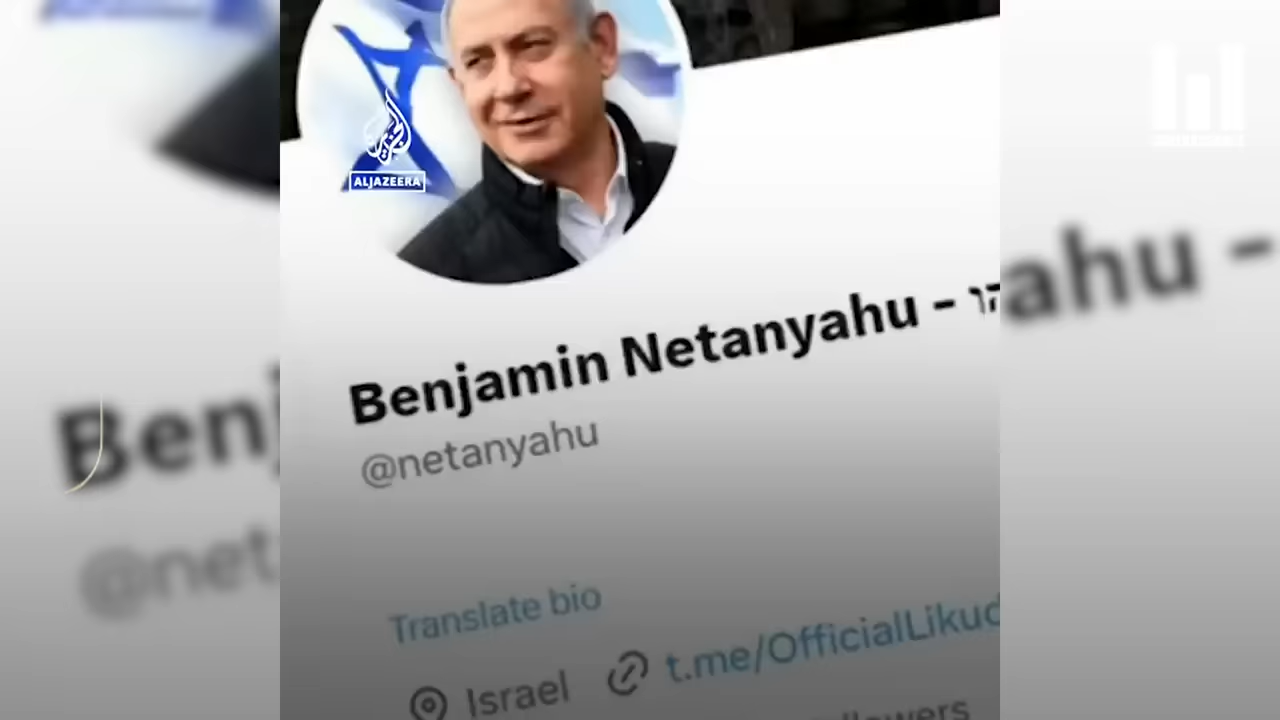 ALJAZEERA
Benjamin Netanyahu -
@netanyahu
Translate bio
Israel t.me/OfficialLikud